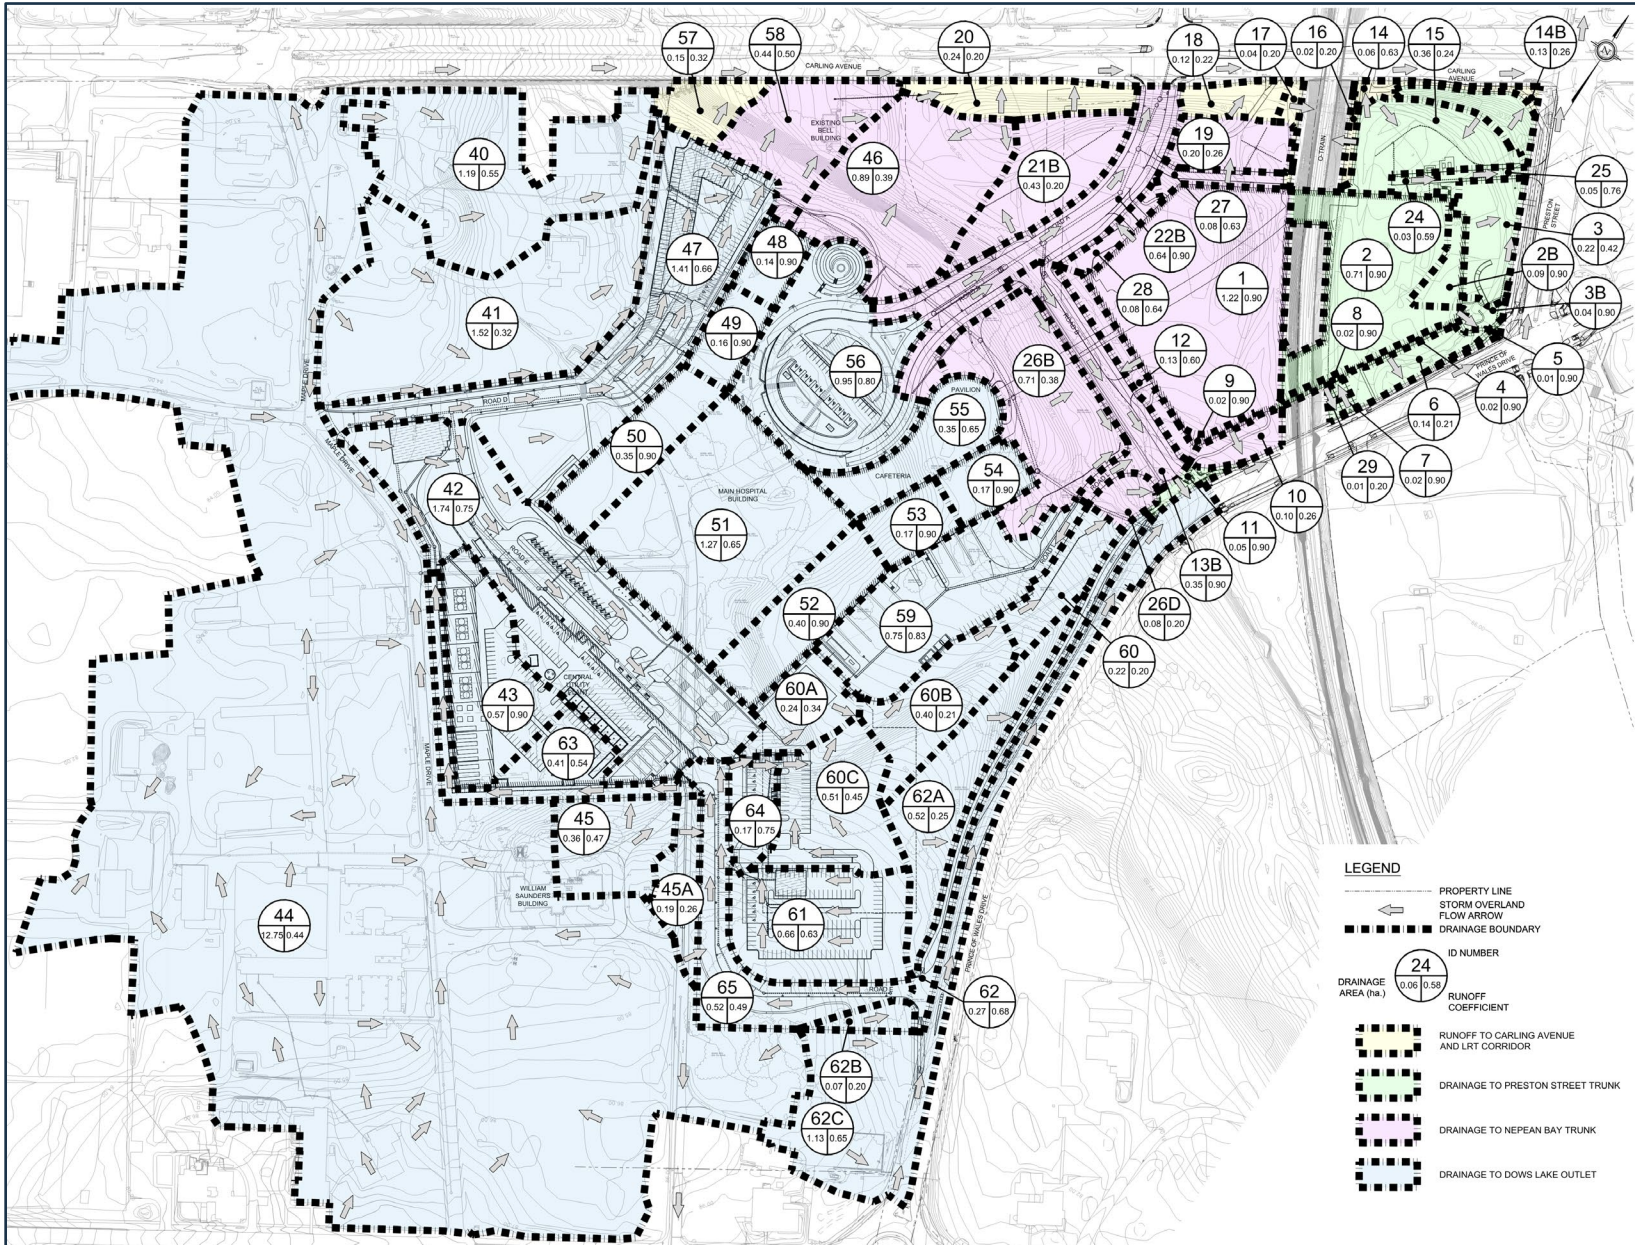 57
0.15 0.32
58
0.44 0.50
20
0.24 0.20
18
0.12 0.22
17
0.04 0.20
16
0.02 0.20
14
0.06 0.63
15
0.36 0.24
14B
0.13 0.26
CARLING AVENUE
CARLING
AVENUE
EXISTING
BELL
BUILDING
40
1.19 0.55
46
0.89 0.39
21B
0.43 0.20
19
0.20 0.26
O-TRAIN
25
0.05 0.76
PRESTON
STREET
24
0.03 0.59
3
0.22 0.42
27
0.08 0.63
22B
0.64 0.90
47
1.41 0.66
48
0.14 0.90
2
0.71 0.90
2B
0.09 0.90
1
1.22 0.90
28
0.08 0.64
3B
0.04 0.90
ROAD A
ROAD B
41
1.52 0.32
49
0.16 0.90
8
0.02 0.90
12
0.13 0.60
56
0.95 0.80
26B
0.71 0.38
PRINCE OF
WALES DRIVE
5
0.01 0.90
4
0.02 0.90
9
0.02 0.90
PAVILION
MAPLE DRIVE
ROAD D
55
0.35 0.65
6
0.14 0.21
50
0.35 0.90
MAPLE DRIVE
54
0.17 0.90
29
0.01 0.20
7
0.02 0.90
CAFETERIA
42
1.74 0.75
MAIN HOSPITAL
BUILDING
51
1.27 0.65
53
0.17 0.90
10
0.10 0.26
11
0.05 0.90
ROAD E
13B
0.35 0.90
26D
0.08 0.20
52
0.40 0.90
59
0.75 0.83
60
0.22 0.20
CENTRAL
UTILITY
PLANT
43
0.57 0.90
60A
0.24 0.34
60B
0.40 0.21
63
0.41 0.54
MAPLE DRIVE
60C
0.51 0.45
62A
0.52 0.25
64
0.17 0.75
45
0.36 0.47
WILLIAM
SAUNDERS
BUILDING
45A
0.19 0.26
44
12.75 0.44
61
0.66 0.63
PRINCE OF WALES DRIVE
65
0.52 0.49
ROAD E
62
0.27 0.68
62B
0.07 0.20
62C
1.13 0.65
LEGEND
PROPERTY LINE
STORM OVERLAND
FLOW ARROW
DRAINAGE BOUNDARY
ID NUMBER
24
0.06 0.58
DRAINAGE
AREA (ha.)
RUNOFF
COEFFICIENT
RUNOFF TO CARLING AVENUE
AND LRT CORRIDOR
DRAINAGE TO PRESTON STREET TRUNK
DRAINAGE TO NEPEAN BAY TRUNK
DRAINAGE TO DOWS LAKE OUTLET